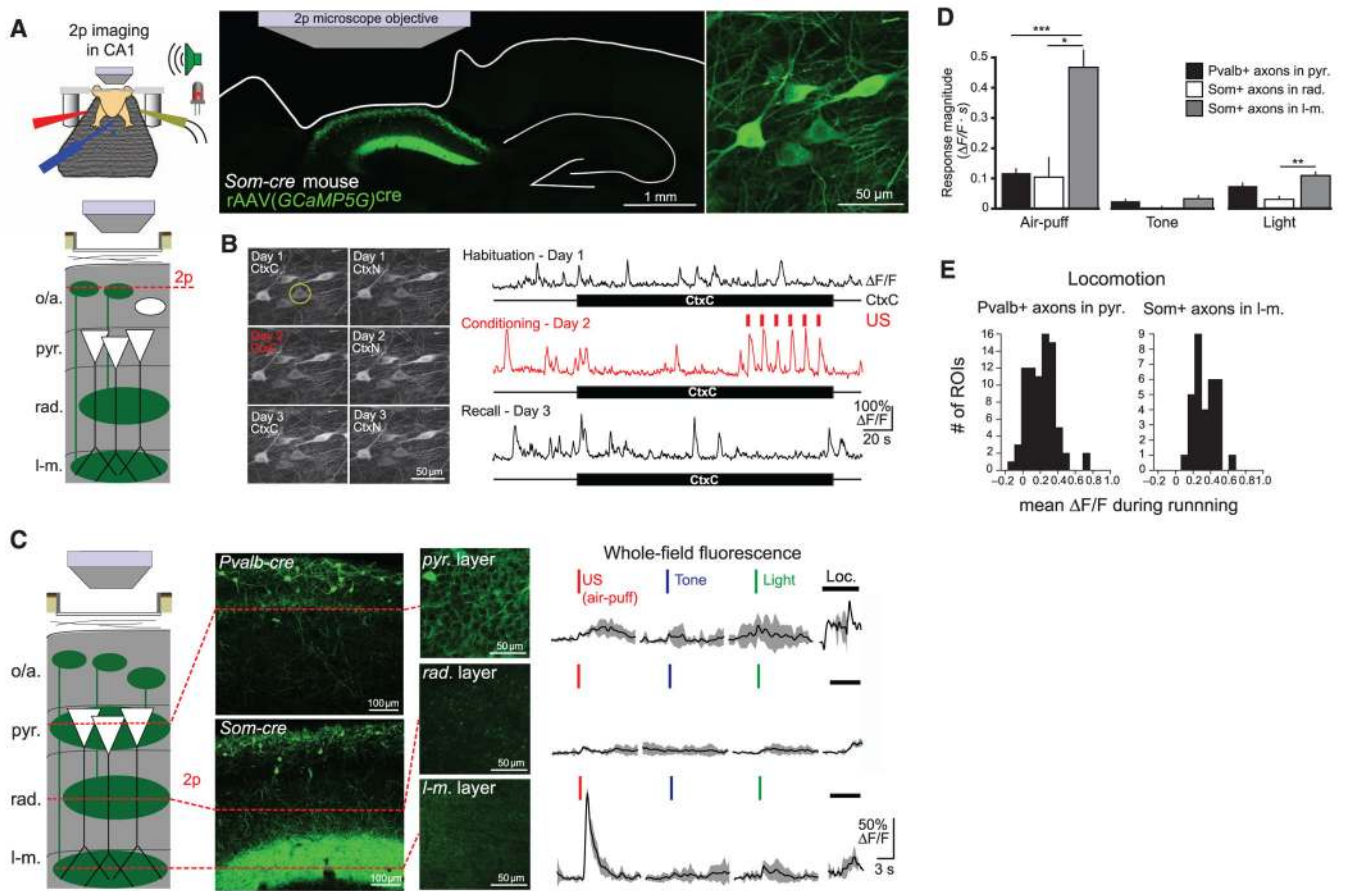 A
2p imaging
in CA1
2p microscope objective
Som-cre mouse
rAAV(GCaMP5G)cre
1 mm
50 µm
2p
o/a.
pyr.
rad.
l-m.
B
Day 1
CtxC
Day 1
CtxN
Day 2
CtxC
Day 2
CtxN
Day 3
CtxC
Day 3
CtxN
50µm
Habituation - Day 1
ΔF/F
CtxC
CtxC
Conditioning - Day 2
US
CtxC
Recall - Day 3
100%
ΔF/F
20 s
CtxC
C
o/a.
pyr.
rad.
l-m.
2p
Pvalb-cre
100µm
Som-cre
100µm
pyr. layer
50 µm
rad. layer
50 µm
l-m. layer
50 µm
Whole-field fluorescence
US
(air-puff)
Tone
Light
Loc.
50%
ΔF/F
3 s
D
Response magnitude
(ΔF/F · s)
0.5
0.4
0.3
0.2
0.1
0
***
*
**
Air-puff
Tone
Light
Pvalb+ axons in pyr.
Som+ axons in rad.
Som+ axons in l-m.
E
Locomotion
Pvalb+ axons in pyr.
Som+ axons in l-m.
# of ROIs
16
14
12
10
8
6
4
2
0
−0.2 0 0.2 0.4 0.6 0.8 1.0
9
8
7
6
5
4
3
2
1
0
−0.2 0 0.2 0.4 0.6 0.8 1.0
mean ΔF/F during runnning